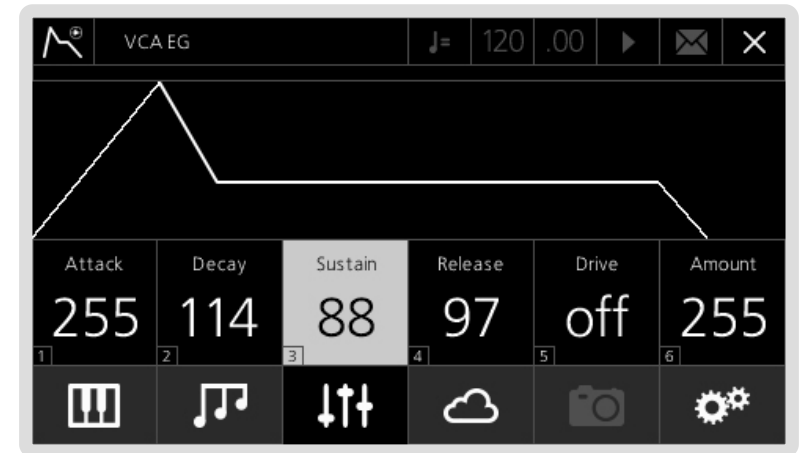 VCA EG ♩= 120 .00
Attack Decay Sustain Release Drive Amount
255 114 88 97 off 255
1 2 3 4 5 6